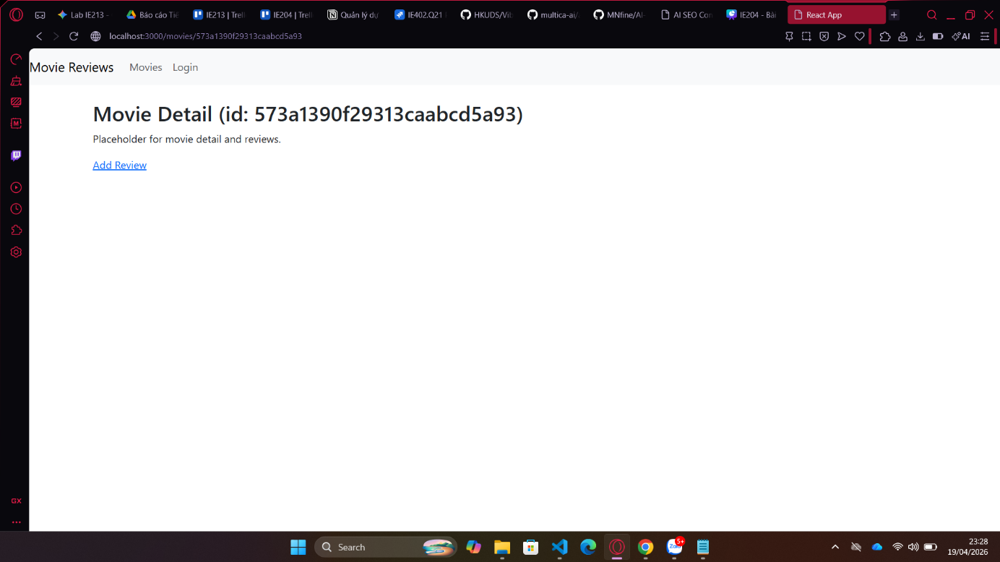 Lab IE213 -
Báo cáo Tiế
IE213 | Trell
IE204 | Trell
Quản lý dự
IE402.Q21
HKUDS/Vib
multica-ai/
MNfine/AI-
AI SEO Con
IE204 - Bài
React App
localhost:3000/movies/573a1390f29313caabcd5a93
AI
Movie Reviews
Movies
Login
Movie Detail (id: 573a1390f29313caabcd5a93)
Placeholder for movie detail and reviews.
Add Review
GX
Search
Zalo
5+
23:28
19/04/2026